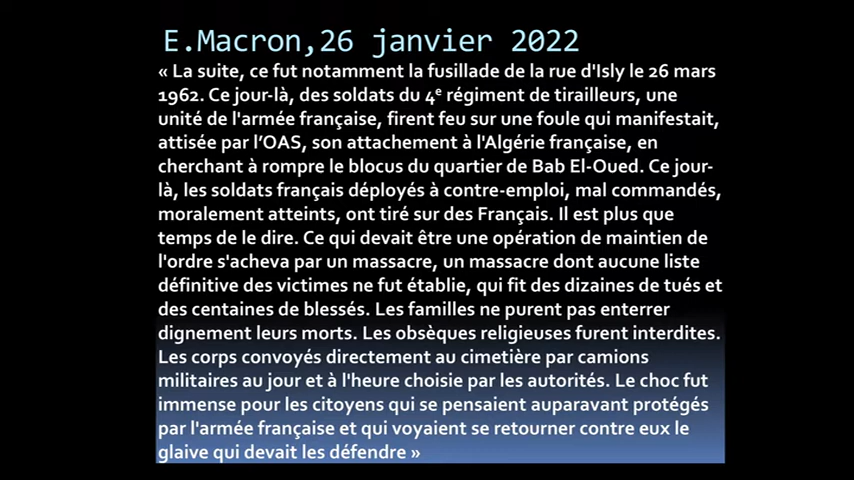 E.Macron,26 janvier 2022
« La suite, ce fut notamment la fusillade de la rue d'Isly le 26 mars
1962. Ce jour-là, des soldats du 4e régiment de tirailleurs, une
unité de l'armée française, firent feu sur une foule qui manifestait,
attisée par l’OAS, son attachement à l'Algérie française, en
cherchant à rompre le blocus du quartier de Bab El-Oued. Ce jour-
là, les soldats français déployés à contre-emploi, mal commandés,
moralement atteints, ont tiré sur des Français. Il est plus que
temps de le dire. Ce qui devait être une opération de maintien de
l'ordre s'acheva par un massacre, un massacre dont aucune liste
définitive des victimes ne fut établie, qui fit des dizaines de tués et
des centaines de blessés. Les familles ne purent pas enterrer
dignement leurs morts. Les obsèques religieuses furent interdites.
Les corps convoyés directement au cimetière par camions
militaires au jour et à l'heure choisie par les autorités. Le choc fut
immense pour les citoyens qui se pensaient auparavant protégés
par l'armée française et qui voyaient se retourner contre eux le
glaive qui devait les défendre »